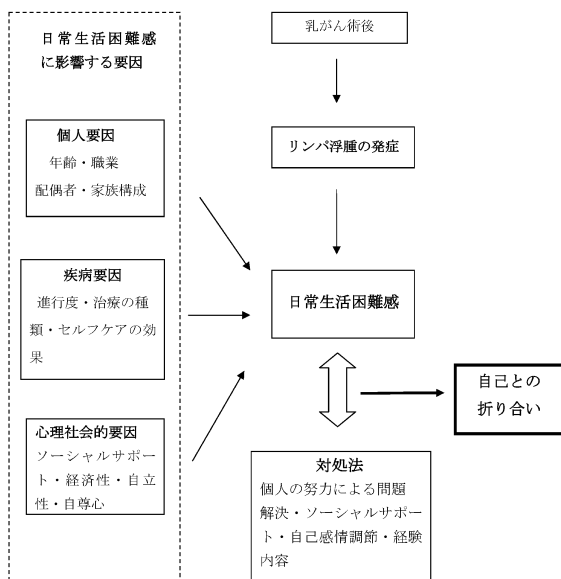 日常生活困難感
に影響する要因
個人要因
年齢・職業
配偶者・家族構成
疾病要因
進行度・治療の種
類・セルフケアの効
果
心理社会的要因
ソーシャルサポー
ト・経済性・自立
性・自尊心
乳がん術後
リンパ浮腫の発症
日常生活困難感
対処法
個人の努力による問題
解決・ソーシャルサポー
ト・自己感情調節・経験
内容
自己との
折り合い